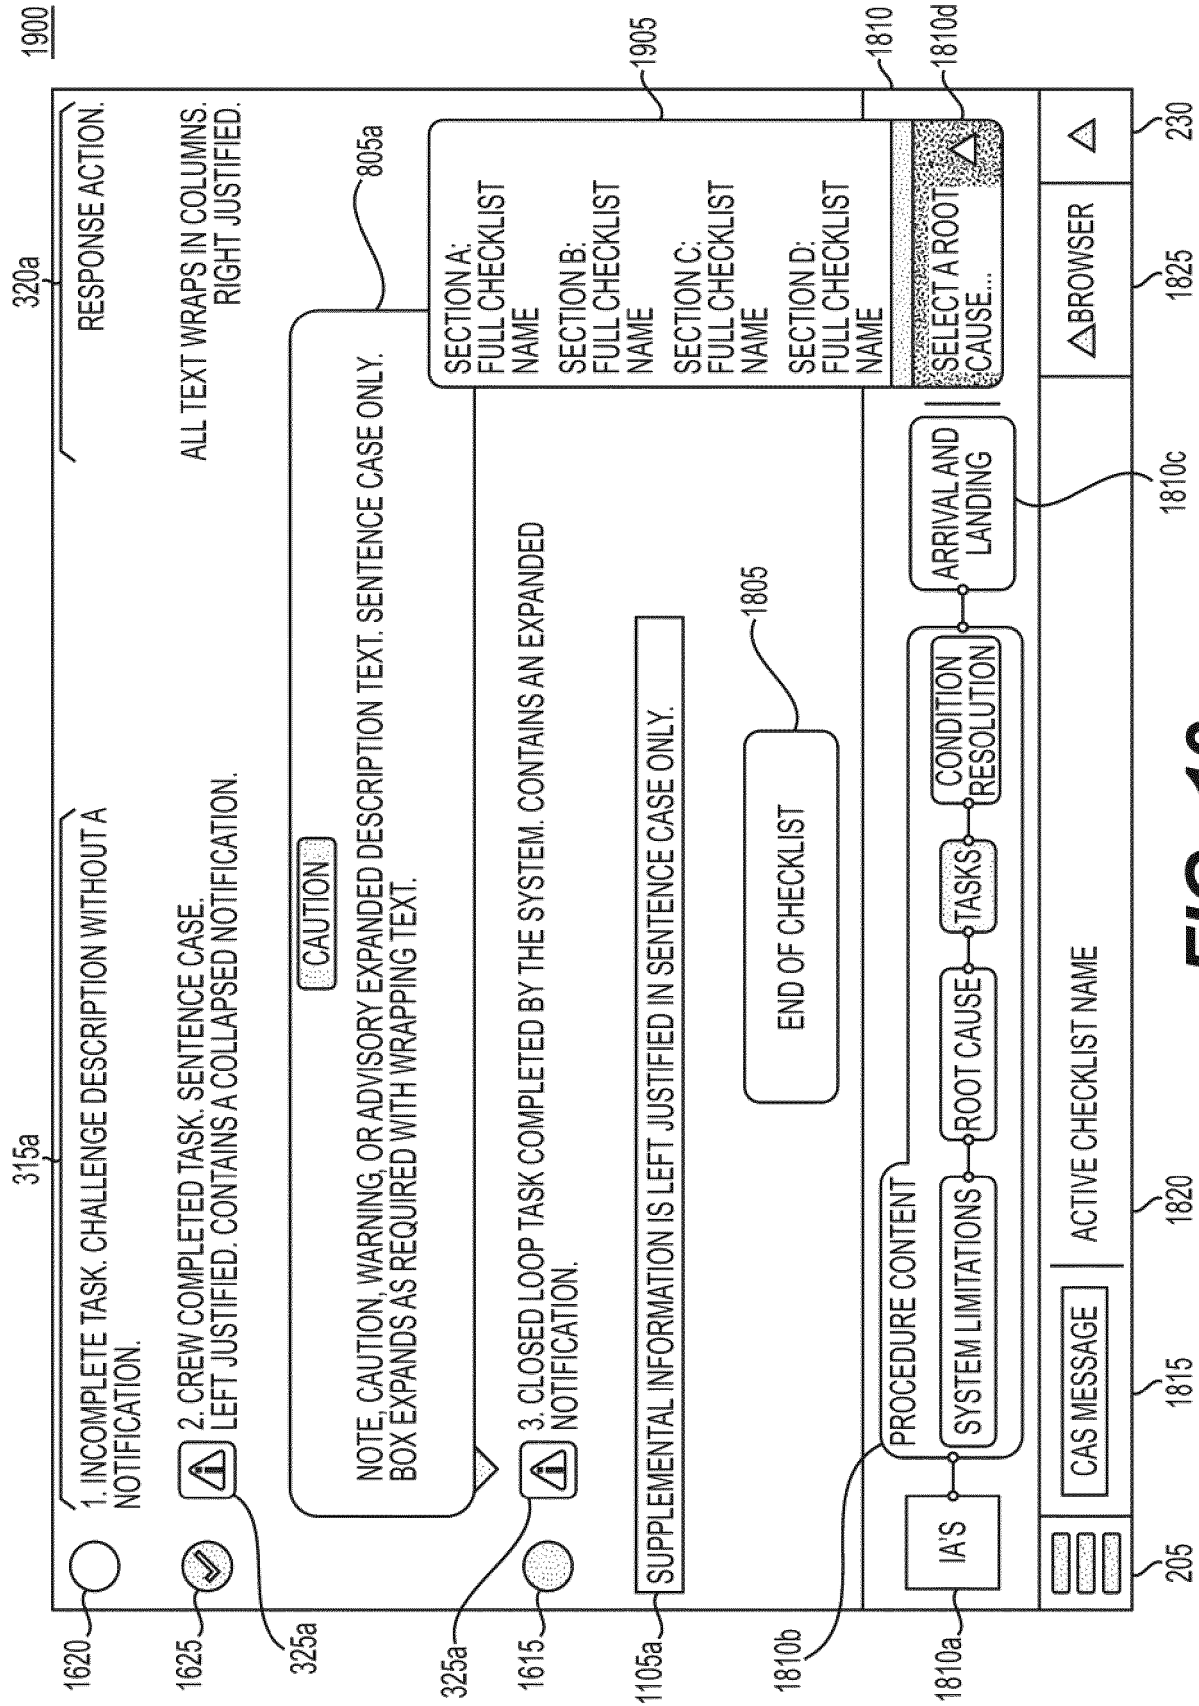 1900
320a
315a
RESPONSE ACTION.
1. INCOMPLETE TASK. CHALLENGE DESCRIPTION WITHOUT A
NOTIFICATION.
1620
ALL TEXT WRAPS IN COLUMNS.
RIGHT JUSTIFIED.
2. CREW COMPLETED TASK. SENTENCE CASE.
LEFT JUSTIFIED. CONTAINS A COLLAPSED NOTIFICATION.
1625
325a
805a
CAUTION
NOTE, CAUTION, WARNING, OR ADVISORY EXPANDED DESCRIPTION TEXT. SENTENCE CASE ONLY.
BOX EXPANDS AS REQUIRED WITH WRAPPING TEXT.
325a
3. CLOSED LOOP TASK COMPLETED BY THE SYSTEM. CONTAINS AN EXPANDED
NOTIFICATION.
1615
SUPPLEMENTAL INFORMATION IS LEFT JUSTIFIED IN SENTENCE CASE ONLY.
1105a
END OF CHECKLIST
1805
SECTION A:
FULL CHECKLIST
NAME
SECTION B:
FULL CHECKLIST
NAME
SECTION C:
FULL CHECKLIST
NAME
SECTION D:
FULL CHECKLIST
NAME
1905
1810
1810b
PROCEDURE CONTENT
IA'S
SYSTEM LIMITATIONS
ROOT CAUSE
TASKS
CONDITION
RESOLUTION
ARRIVAL AND
LANDING
SELECT A ROOT
CAUSE...
1810d
1810a
CAS MESSAGE
ACTIVE CHECKLIST NAME
BROWSER
205
1815
1820
1810c
1825
230